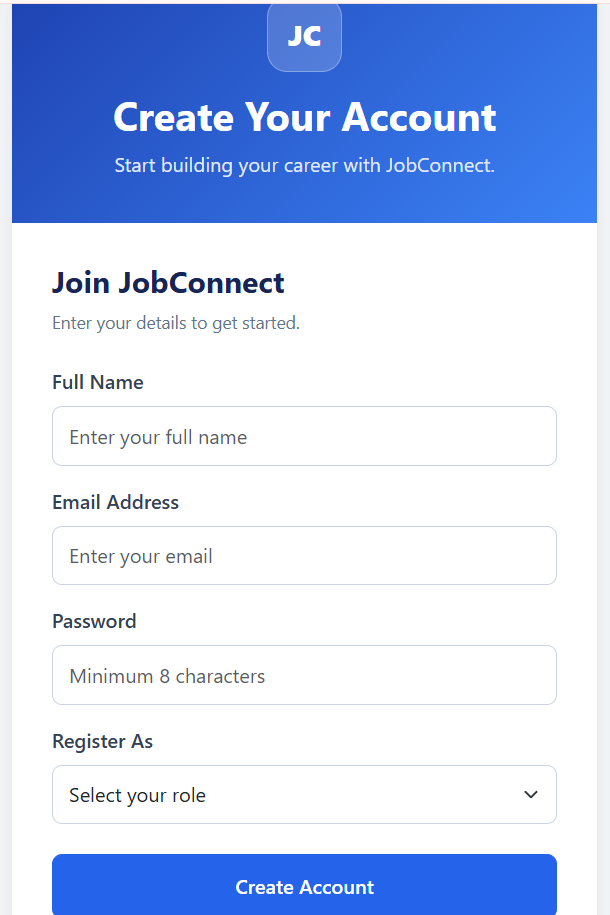 JC
Create Your Account
Start building your career with JobConnect.
Join JobConnect
Enter your details to get started.
Full Name
Enter your full name
Email Address
Enter your email
Password
Minimum 8 characters
Register As
Select your role
Create Account